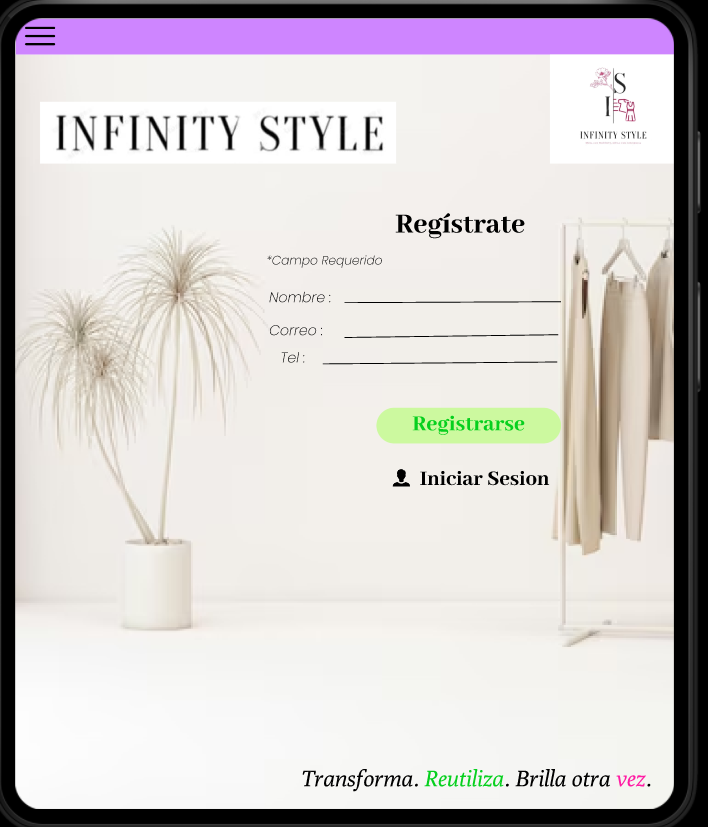 INFINITY STYLE
S
I
INFINITY STYLE
Regístrate
*Campo Requerido
Nombre :
Correo :
Tel :
Registrarse
Iniciar Sesion
Transforma. Reutiliza. Brilla otra vez.